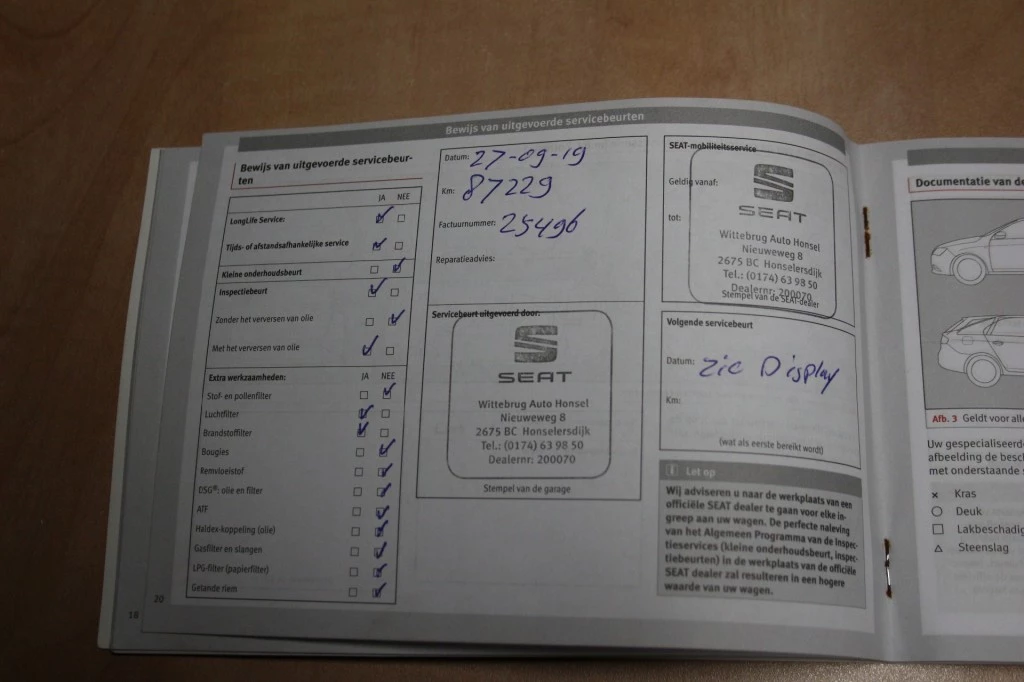 Bewijs van uitgevoerde servicebeurten
Bewijs van uitgevoerde servicebeur-
ten
JA NEE
LongLife Service:
Tijds- of afstandsafhankelijke service
Kleine onderhoudsbeurt
Inspectiebeurt
Zonder het verversen van olie
Met het verversen van olie
Extra werkzaamheden: JA NEE
Stof- en pollenfilter
Luchtfilter
Brandstoffilter
Bougies
Remvloeistof
DSG®: olie en filter
ATF
Haldex-koppeling (olie)
Gasfilter en slangen
LPG-filter (papierfilter)
Getande riem
20
18
Datum: 27-09-19
Km: 87229
Factuurnummer: 25496
Reparatieadvies:
Servicebeurt uitgevoerd door:
SEAT
Wittebrug Auto Honsel
Nieuweweg 8
2675 BC Honselersdijk
Tel.: (0174) 63 98 50
Dealernr: 200070
Stempel van de garage
SEAT-mobiliteitsservice
Geldig vanaf:
tot:
SEAT
Wittebrug Auto Honsel
Nieuweweg 8
2675 BC Honselersdijk
Tel.: (0174) 63 98 50
Dealernr: 200070
Stempel van de SEAT-dealer
Volgende servicebeurt
Datum: zie Display
Km:
(wat als eerste bereikt wordt)
i Let op
Wij adviseren u naar de werkplaats van een
officiële SEAT dealer te gaan voor elke in-
greep aan uw wagen. De perfecte naleving
van het Algemeen Programma van de inspec-
tieservices (kleine onderhoudsbeurt, inspec-
tiebeurten) in de werkplaats van de officiële
SEAT dealer zal resulteren in een hogere
waarde van uw wagen.
Documentatie van de
Afb. 3 Geldt voor alle
Uw gespecialiseerd
afbeelding de besch
met onderstaande s
× Kras
Deuk
Lakbeschadig
Steenslag